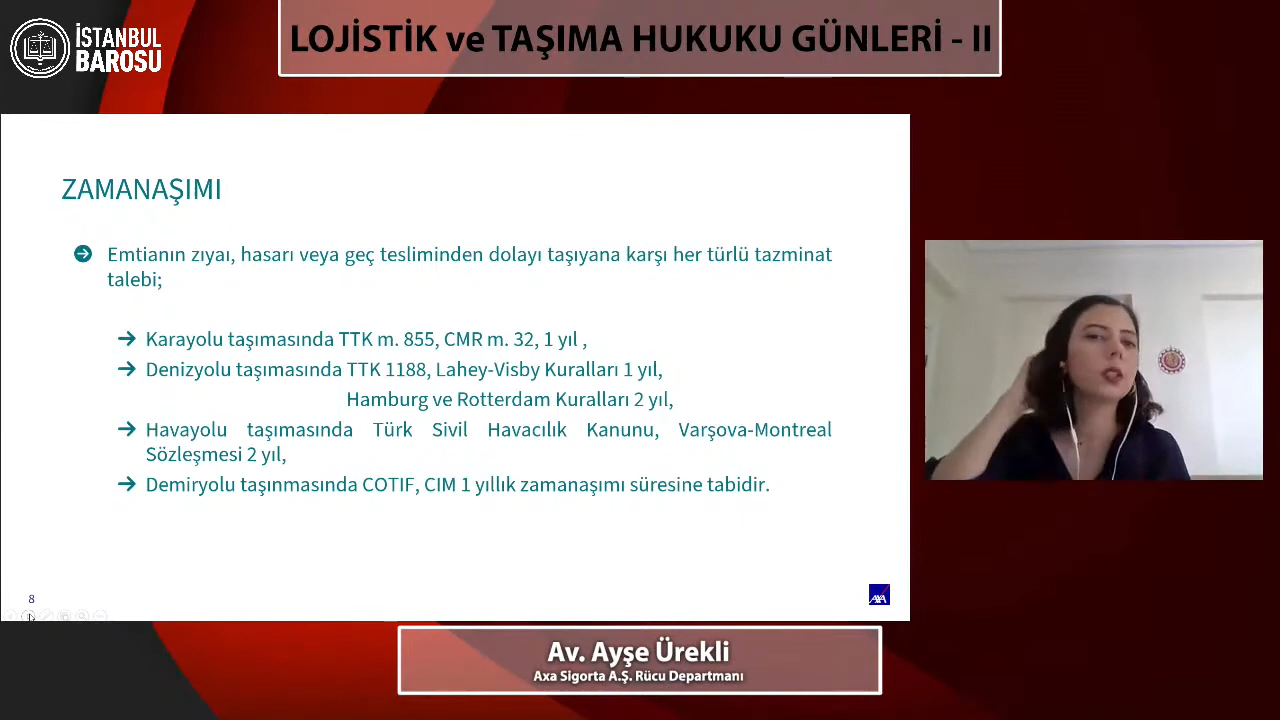 İSTANBUL
BAROSU
LOJİSTİK ve TAŞIMA HUKUKU GÜNLERİ - II
ZAMANAŞIMI
Emtianın zıyaı, hasarı veya geç tesliminden dolayı taşıyana karşı her türlü tazminat
talebi;
Karayolu taşımasında TTK m. 855, CMR m. 32, 1 yıl ,
Denizyolu taşımasında TTK 1188, Lahey-Visby Kuralları 1 yıl,
Hamburg ve Rotterdam Kuralları 2 yıl,
Havayolu taşımasında Türk Sivil Havacılık Kanunu, Varşova-Montreal
Sözleşmesi 2 yıl,
Demiryolu taşınmasında COTIF, CIM 1 yıllık zamanaşımı süresine tabidir.
8
AXA
Av. Ayşe Ürekli
Axa Sigorta A.Ş. Rücu Departmanı